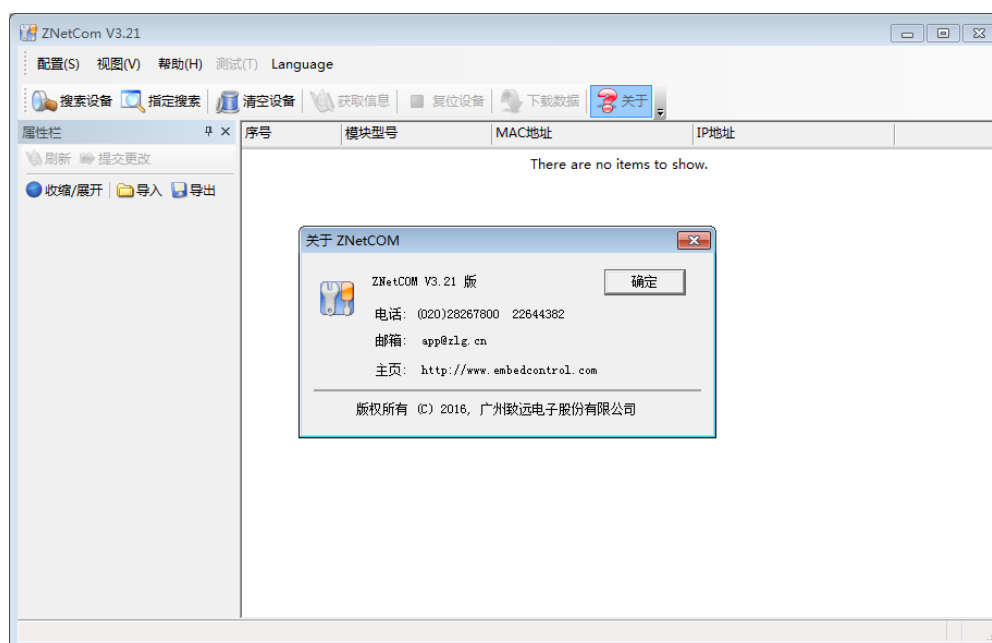 ZNetCom V3.21
配置(S) 视图(V) 帮助(H) 测试(T) Language
搜索设备 指定搜索 清空设备 获取信息 复位设备 下载数据 关于
属性栏
序号 模块型号 MAC地址 IP地址
刷新 提交更改
There are no items to show.
收缩/展开 导入 导出
关于 ZNetCOM
ZNetCOM V3.21 版
确定
电话: (020)28267800 22644382
邮箱: app@zlg.cn
主页: http://www.embedcontrol.com
版权所有 (C) 2016, 广州致远电子股份有限公司